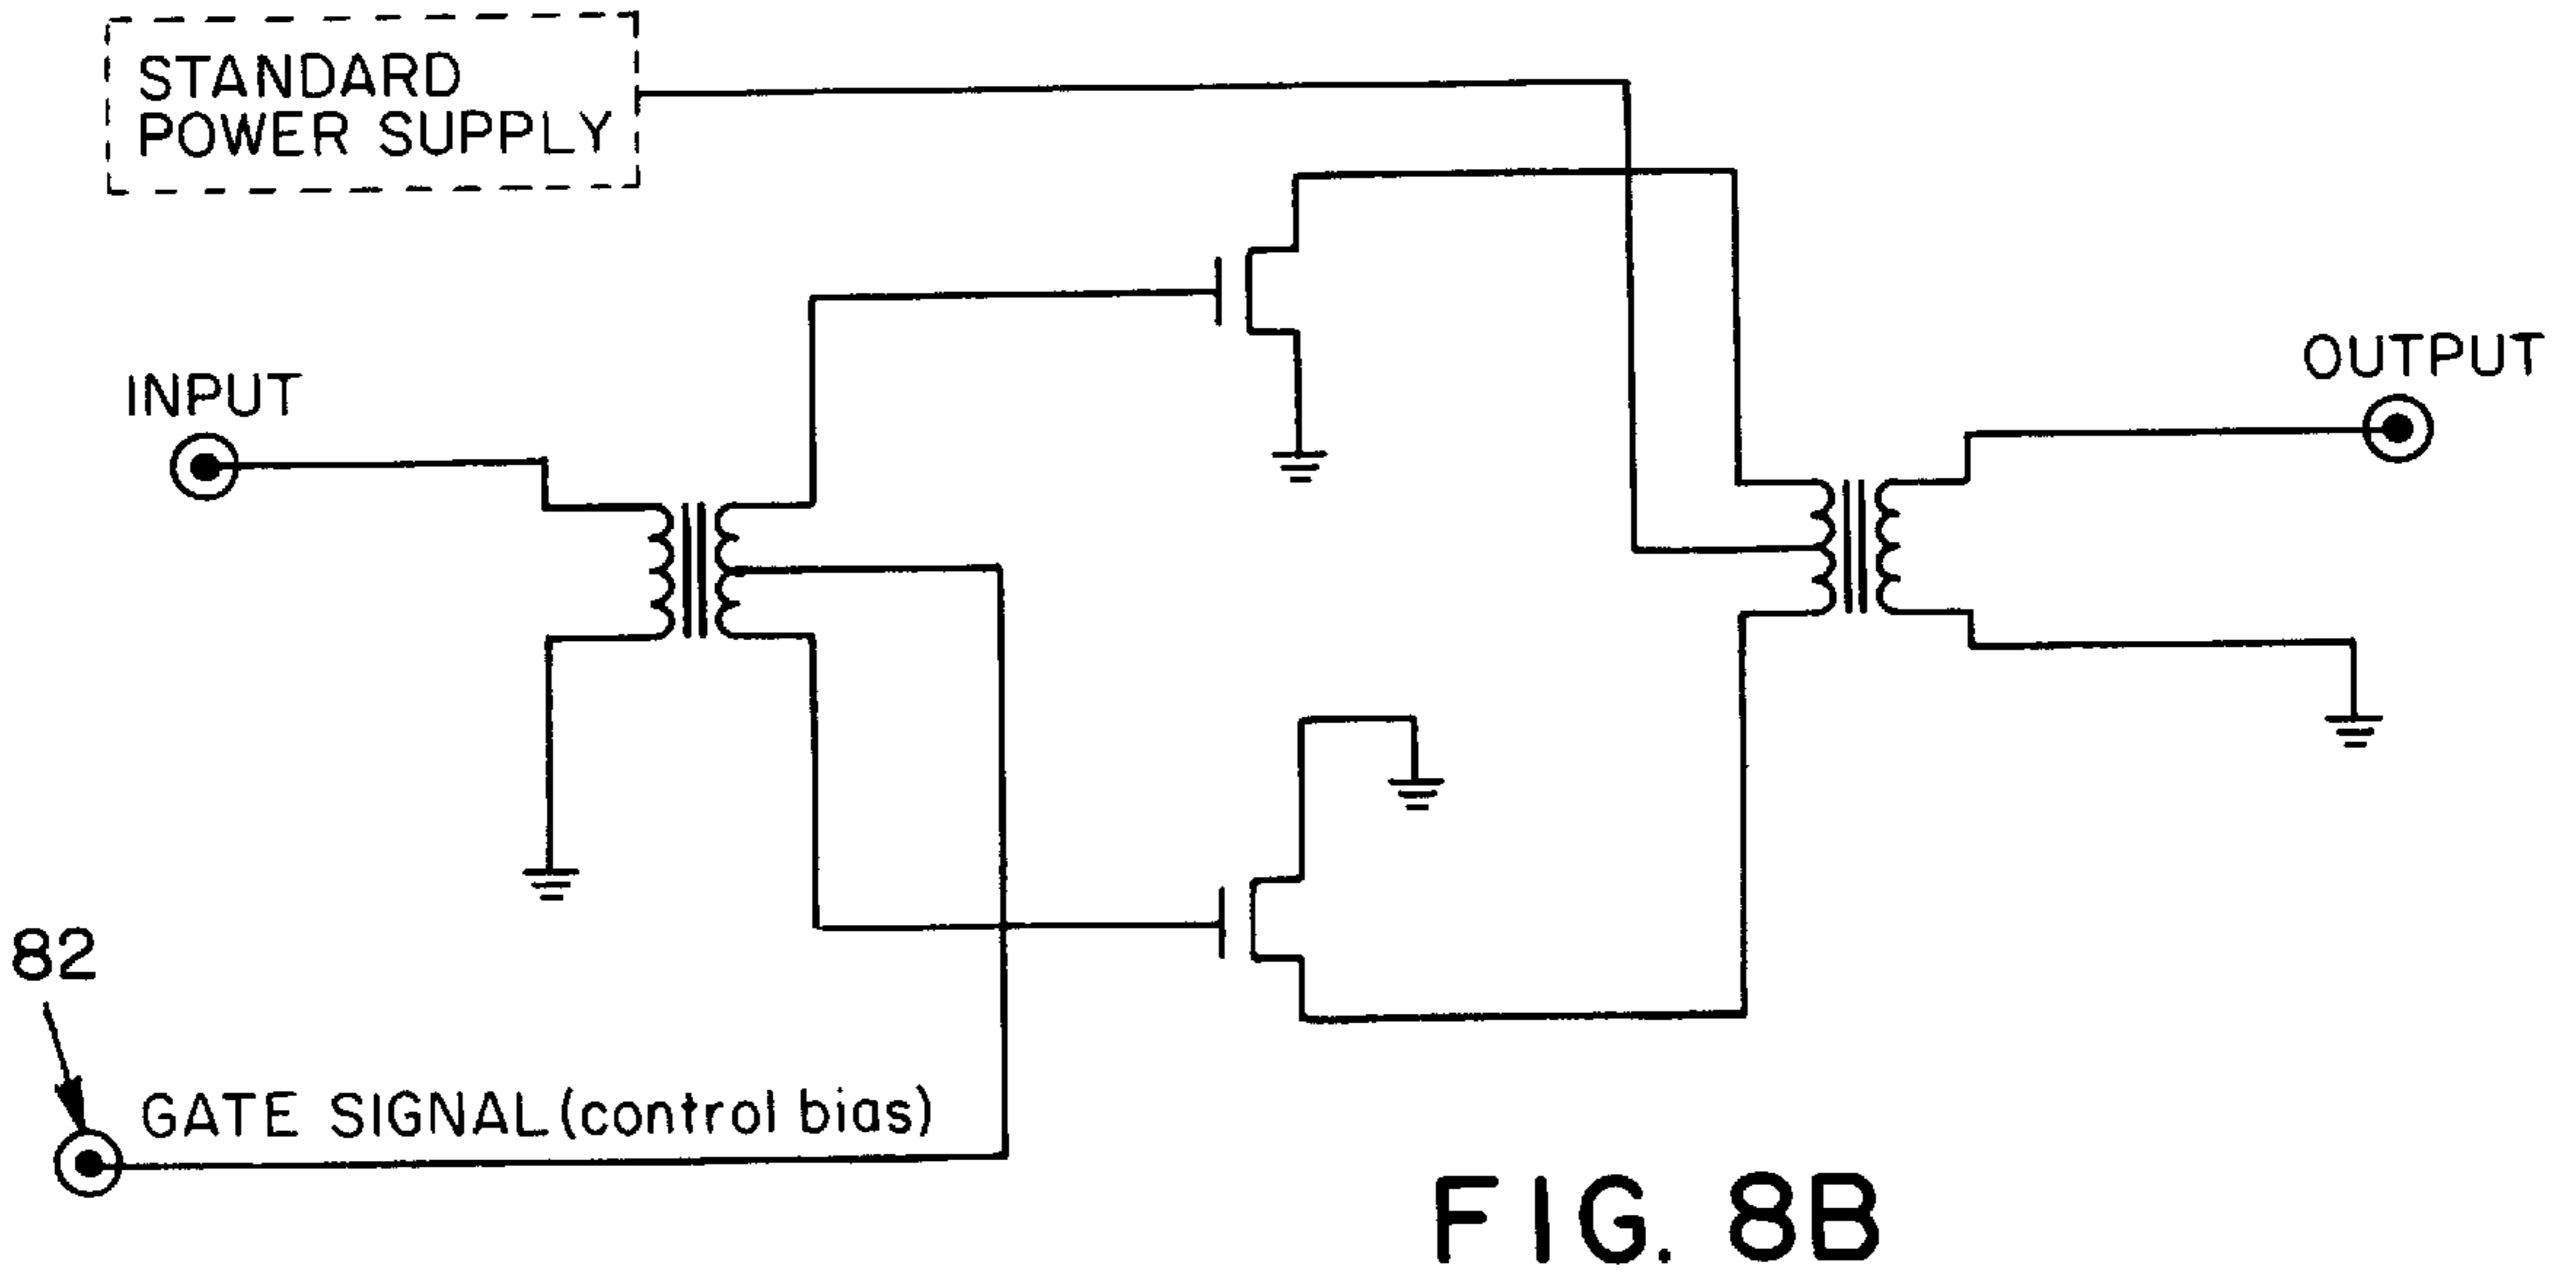 STANDARD
POWER SUPPLY
INPUT
OUTPUT
82
GATE SIGNAL (control bias)
FIG. 8B